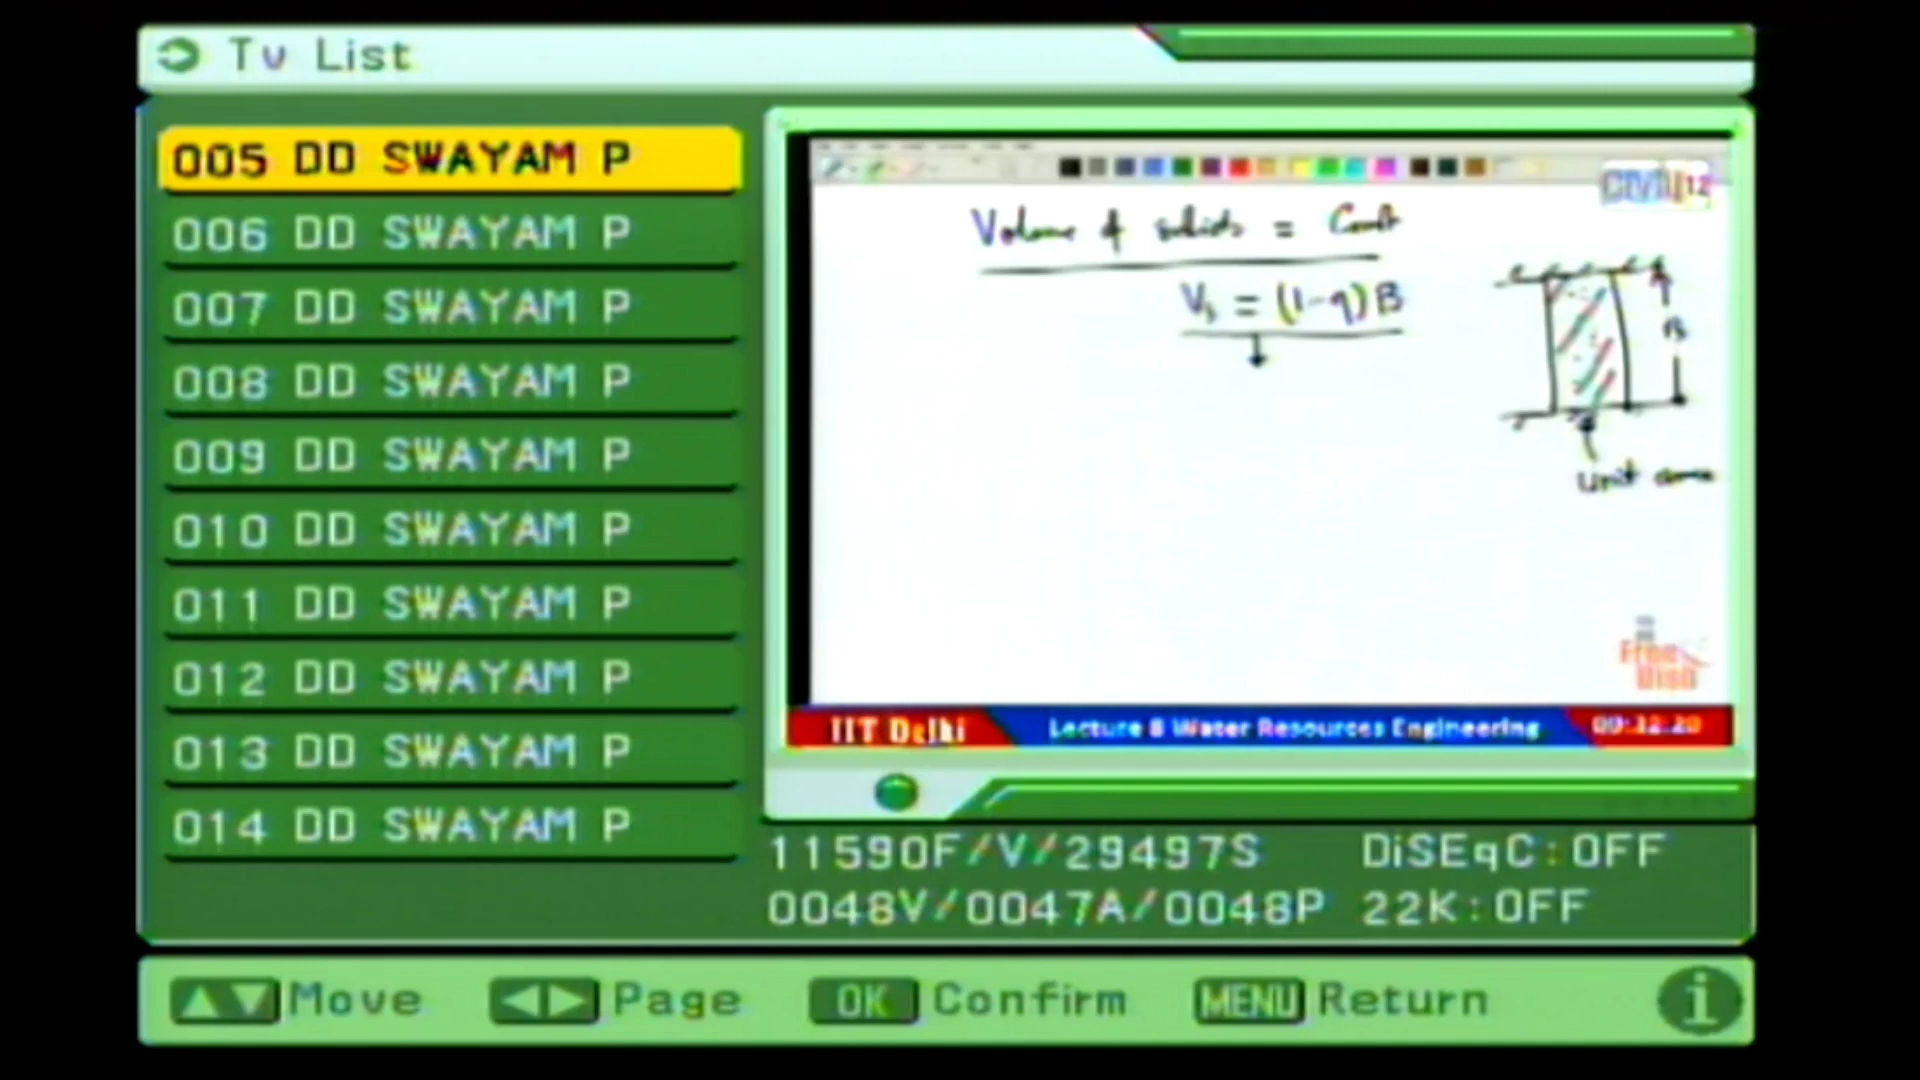 Tv List
005 DD SWAYAM P
006 DD SWAYAM P
007 DD SWAYAM P
008 DD SWAYAM P
009 DD SWAYAM P
010 DD SWAYAM P
011 DD SWAYAM P
012 DD SWAYAM P
013 DD SWAYAM P
014 DD SWAYAM P
12
Volume of solids = Const
Vs = (1-η)B
B
Unit area
Free
Dish
IIT Delhi
Lecture 8 Water Resources Engineering
11590F/V/29497S DiSEqC:OFF
0048V/0047A/0048P 22K:OFF
Move Page OK Confirm MENU Return i